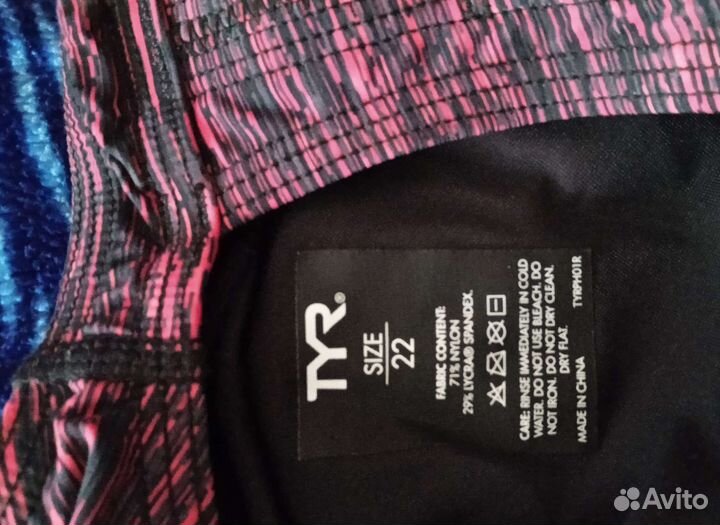 TYR®
SIZE
22
FABRIC CONTENT:
71% NYLON
29% LYCRA® SPANDEX.
CARE: RINSE IMMEDIATELY IN COLD
WATER. DO NOT USE BLEACH. DO
NOT IRON. DO NOT DRY CLEAN.
DRY FLAT.
MADE IN CHINA
TYRPH01R
Avito